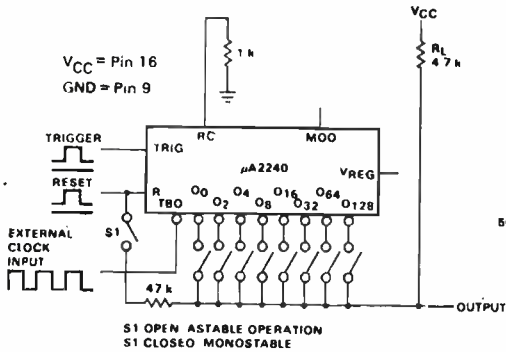 VCC
1 k
RL
4 7 k
VCC = Pin 16
GND = Pin 9
TRIGGER
RC
MOD
TRIG
µA2240
VREG
RESET
R
O0
O4
O16
O64
TBO
O2
O8
O32
O128
S1
EXTERNAL
CLOCK
INPUT
47 k
OUTPUT
S1 OPEN ASTABLE OPERATION
S1 CLOSED MONOSTABLE